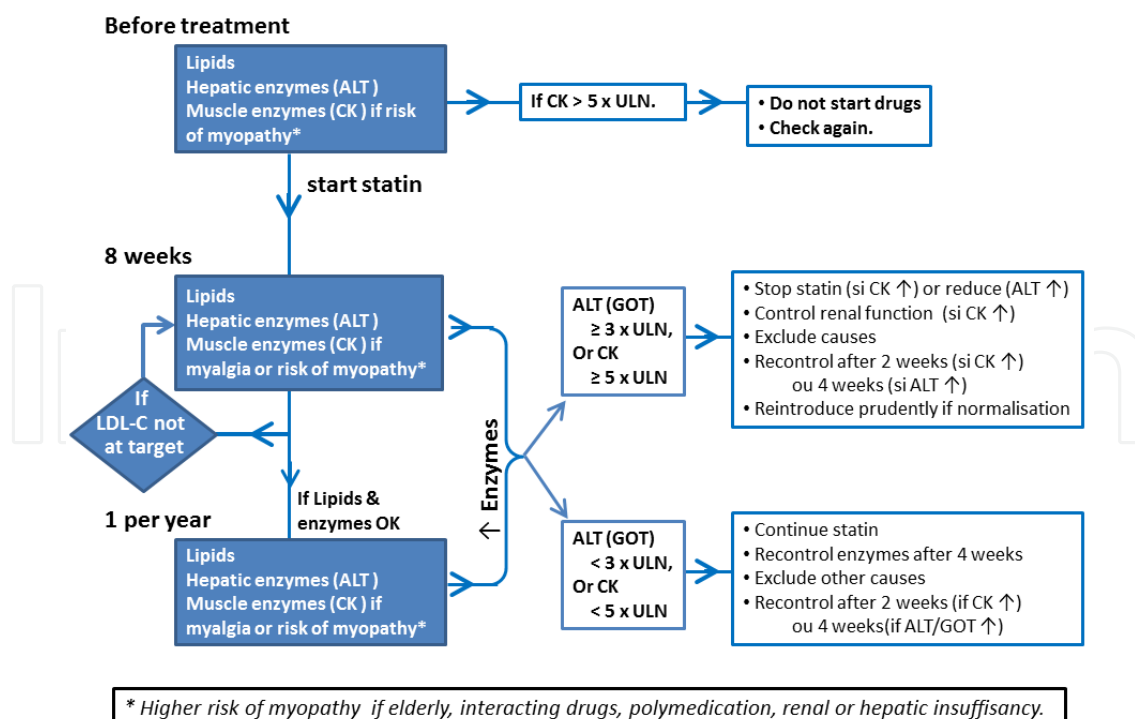 Before treatment
Lipids
Hepatic enzymes (ALT )
Muscle enzymes (CK ) if risk
of myopathy*
If CK > 5 x ULN.
• Do not start drugs
• Check again.
start statin
8 weeks
Lipids
Hepatic enzymes (ALT )
Muscle enzymes (CK ) if
myalgia or risk of myopathy*
If
LDL-C not
at target
If Lipids &
enzymes OK
1 per year
Lipids
Hepatic enzymes (ALT )
Muscle enzymes (CK ) if
myalgia or risk of myopathy*
↑ Enzymes
ALT (GOT)
≥ 3 x ULN,
Or CK
≥ 5 x ULN
• Stop statin (si CK ↑) or reduce (ALT ↑)
• Control renal function (si CK ↑)
• Exclude causes
• Recontrol after 2 weeks (si CK ↑)
ou 4 weeks (si ALT ↑)
• Reintroduce prudently if normalisation
ALT (GOT)
< 3 x ULN,
Or CK
< 5 x ULN
• Continue statin
• Recontrol enzymes after 4 weeks
• Exclude other causes
• Recontrol after 2 weeks (if CK ↑)
ou 4 weeks(if ALT/GOT ↑)
* Higher risk of myopathy if elderly, interacting drugs, polymedication, renal or hepatic insuffisancy.